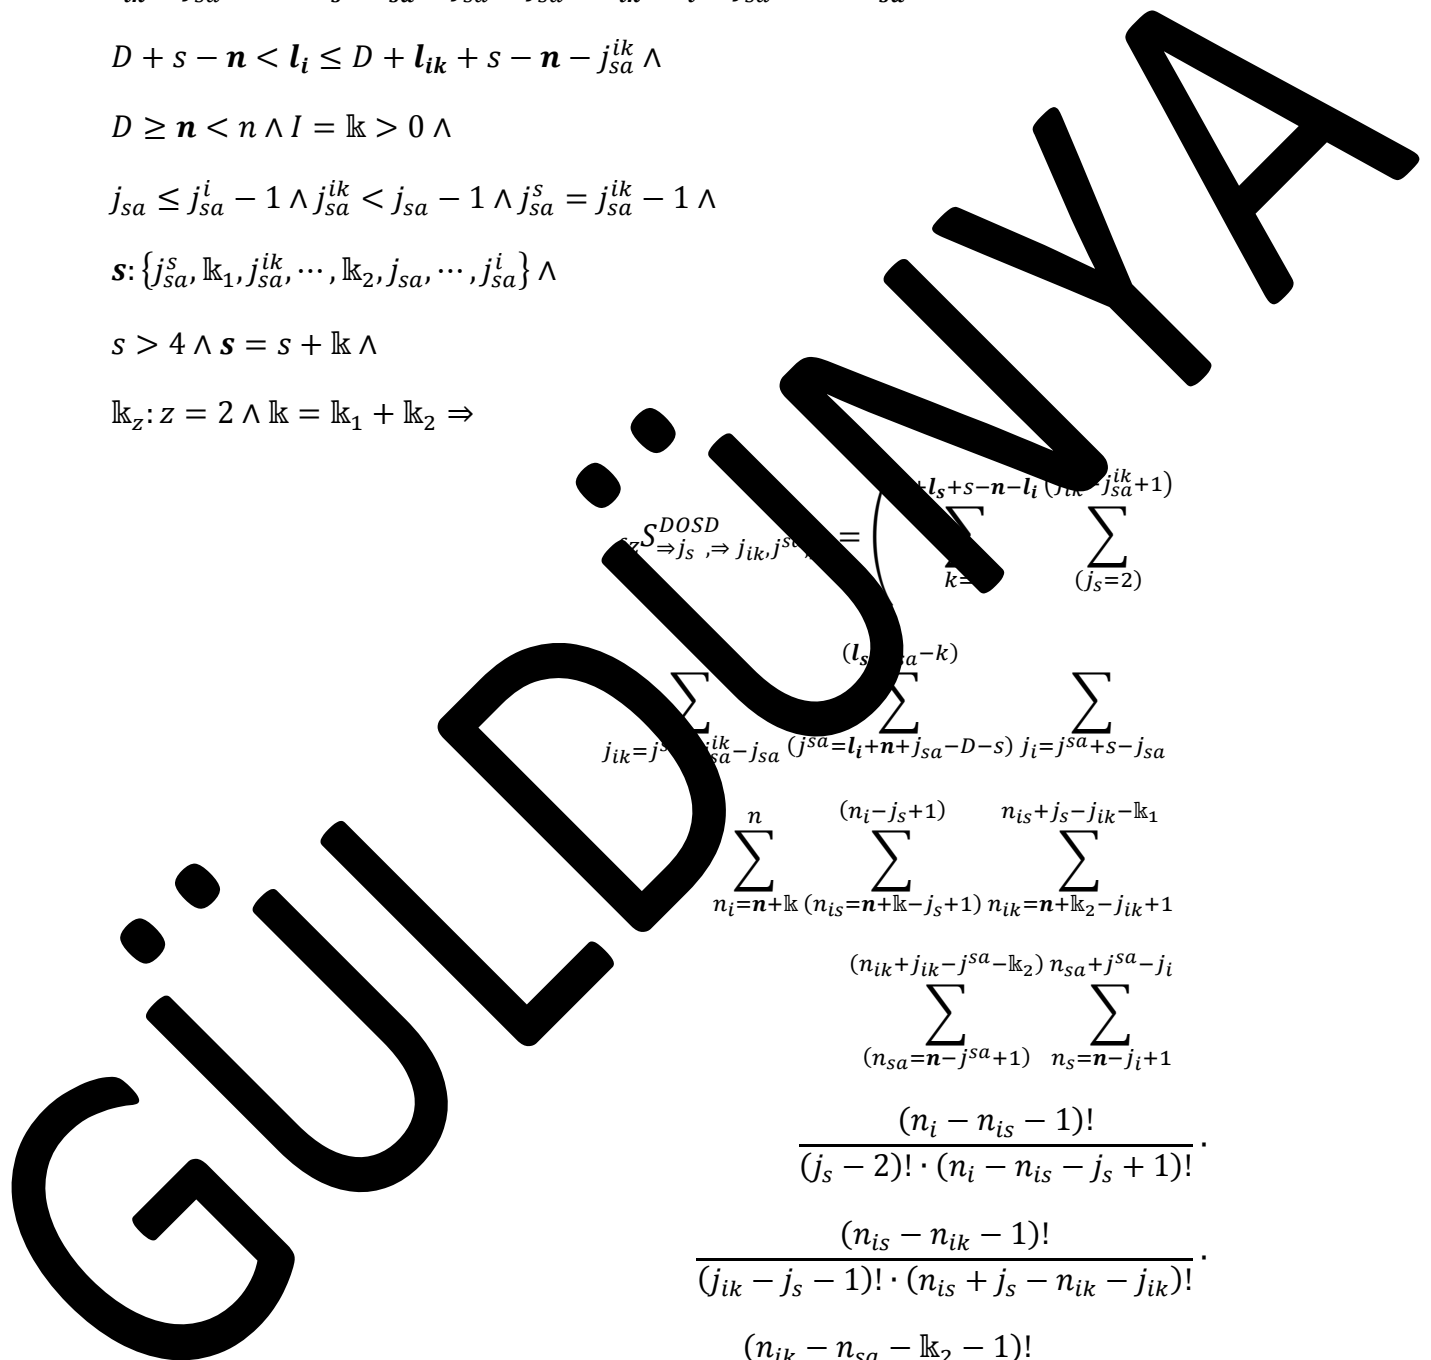 D + s − n < l_i ≤ D + l_ik + s − n − j_sa^ik ∧
D ≥ n < n ∧ I = 𝕜 > 0 ∧
j_sa ≤ j_sa^i − 1 ∧ j_sa^ik < j_sa − 1 ∧ j_sa^s = j_sa^ik − 1 ∧
s: {j_sa^s, 𝕜_1, j_sa^ik, ⋯, 𝕜_2, j_sa, ⋯, j_sa^i} ∧
s > 4 ∧ s = s + 𝕜 ∧
𝕜_z: z = 2 ∧ 𝕜 = 𝕜_1 + 𝕜_2 ⇒
+l_s+s−n−l_i
S^DOSD_⇒j_s ,⇒ j_ik, = ( ∑ ∑
(j_s=2)
∑ ∑ ∑
(j^sa=l_i+n+j_sa−D−s) j_i=j^sa+s−j_sa
n (n_i−j_s+1) n_is+j_s−j_ik−𝕜_1
∑ ∑ ∑
n_i=n+𝕜 (n_is=n+𝕜−j_s+1) n_ik=n+𝕜_2−j_ik+1
(n_ik+j_ik−j^sa−𝕜_2) n_sa+j^sa−j_i
∑ ∑
(n_sa=n−j^sa+1) n_s=n−j_i+1
(n_i − n_is − 1)!
(j_s − 2)! · (n_i − n_is − j_s + 1)! ·
(n_is − n_ik − 1)!
(j_ik − j_s − 1)! · (n_is + j_s − n_ik − j_ik)! ·
(n_ik − n_sa − 𝕜_2 − 1)!
GÜLDÜNYA